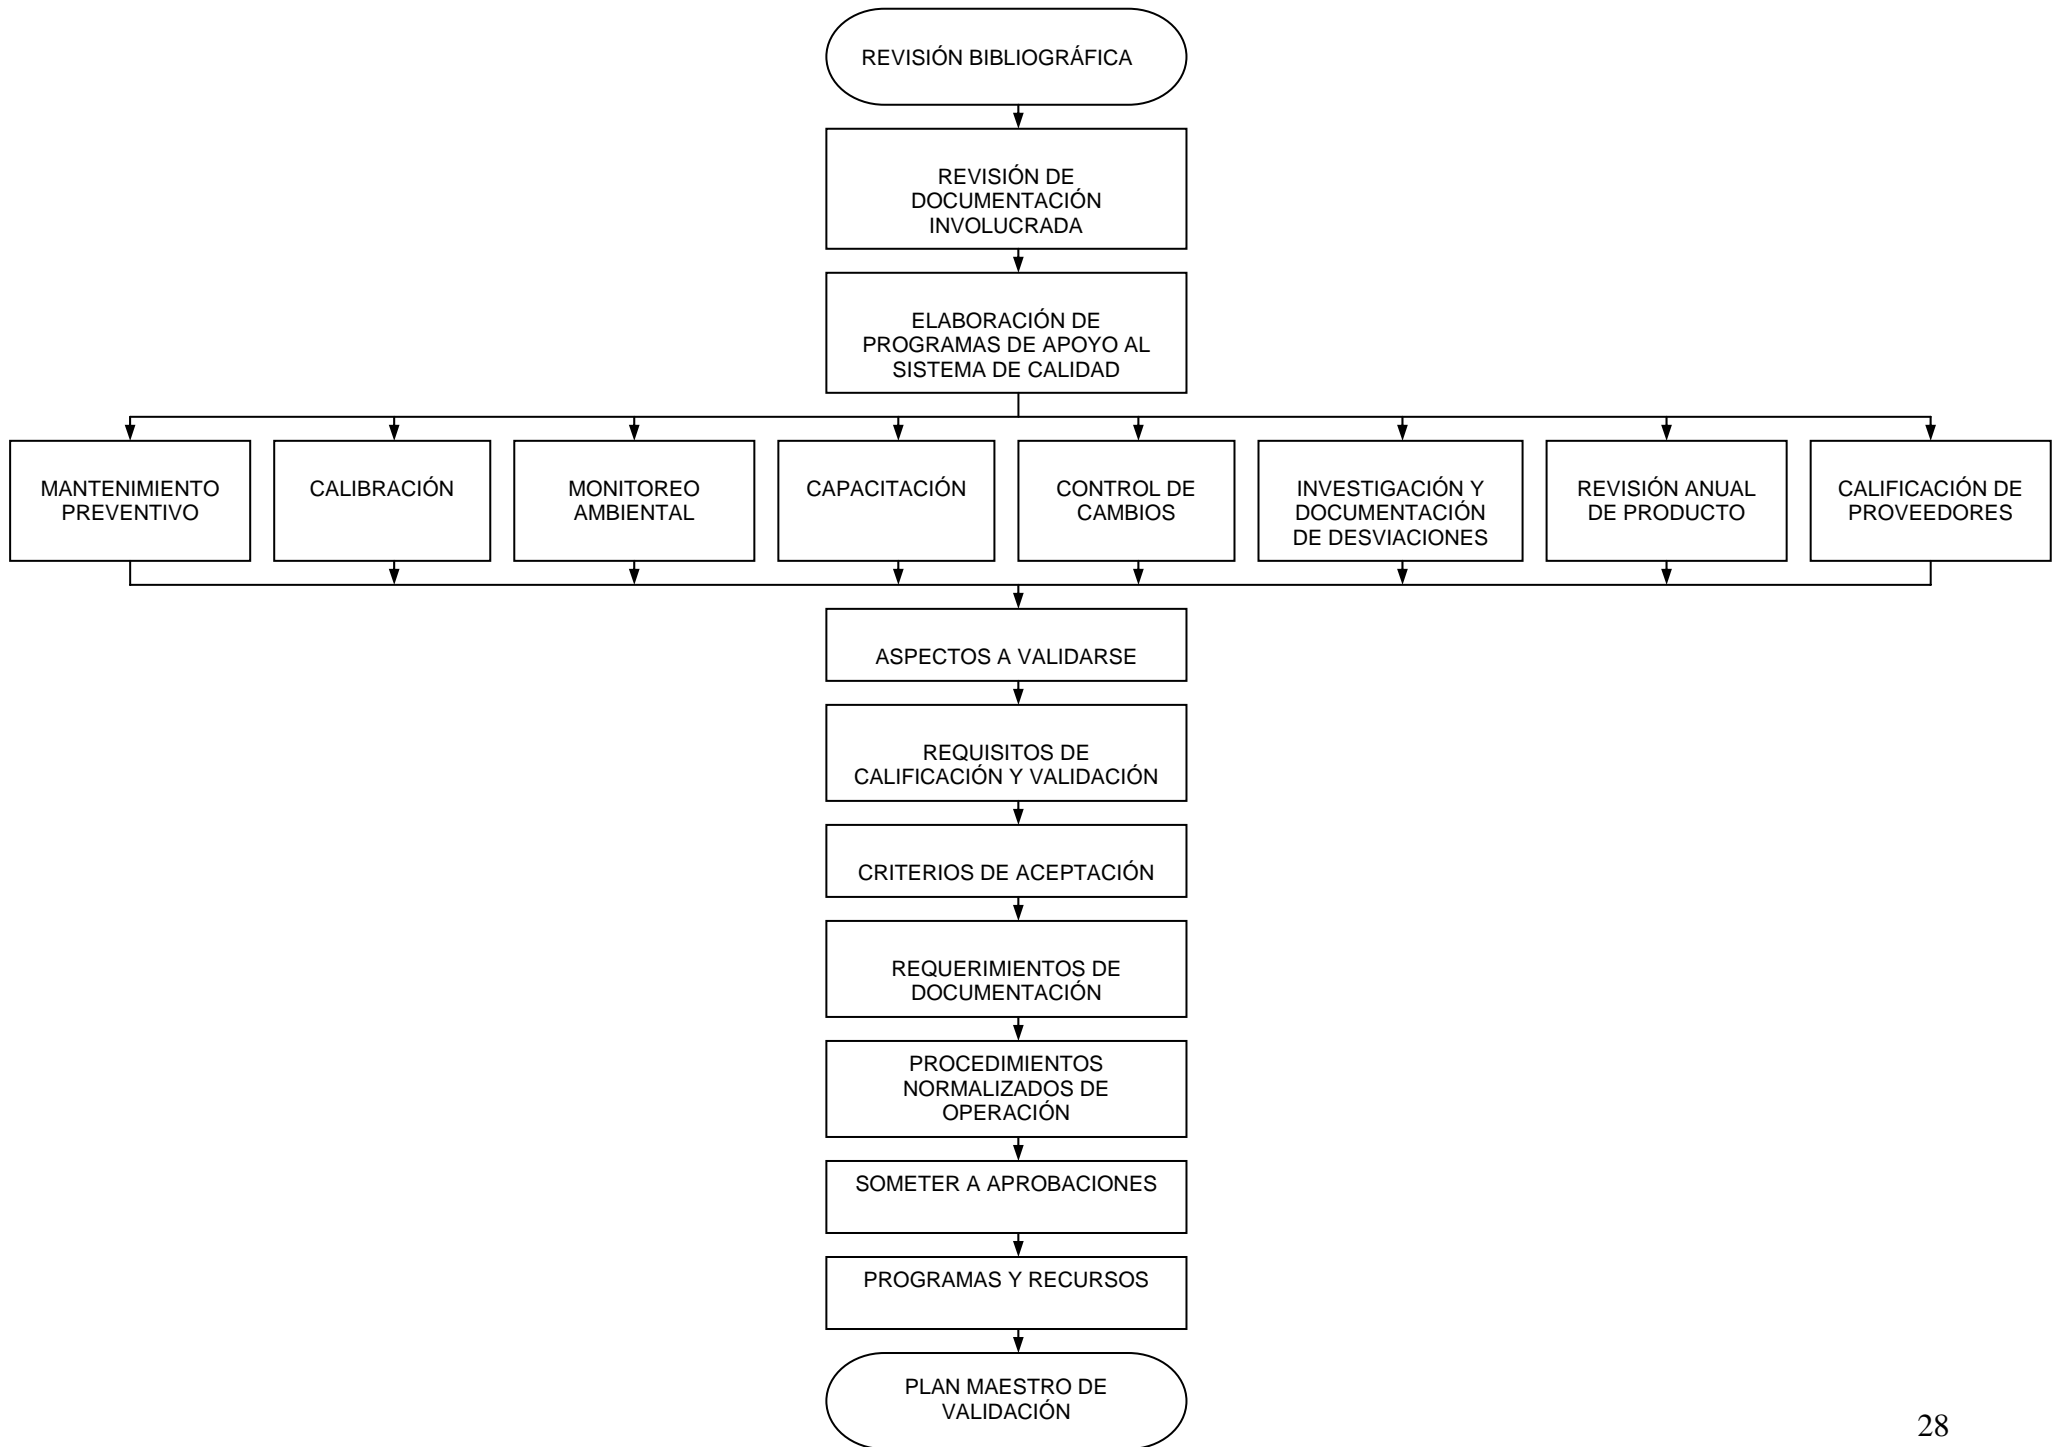 REVISIÓN BIBLIOGRÁFICA
REVISIÓN DE
DOCUMENTACIÓN
INVOLUCRADA
ELABORACIÓN DE
PROGRAMAS DE APOYO AL
SISTEMA DE CALIDAD
MANTENIMIENTO
PREVENTIVO
CALIBRACIÓN
MONITOREO
AMBIENTAL
CAPACITACIÓN
CONTROL DE
CAMBIOS
INVESTIGACIÓN Y
DOCUMENTACIÓN
DE DESVIACIONES
REVISIÓN ANUAL
DE PRODUCTO
CALIFICACIÓN DE
PROVEEDORES
ASPECTOS A VALIDARSE
REQUISITOS DE
CALIFICACIÓN Y VALIDACIÓN
CRITERIOS DE ACEPTACIÓN
REQUERIMIENTOS DE
DOCUMENTACIÓN
PROCEDIMIENTOS
NORMALIZADOS DE
OPERACIÓN
SOMETER A APROBACIONES
PROGRAMAS Y RECURSOS
PLAN MAESTRO DE
VALIDACIÓN
28